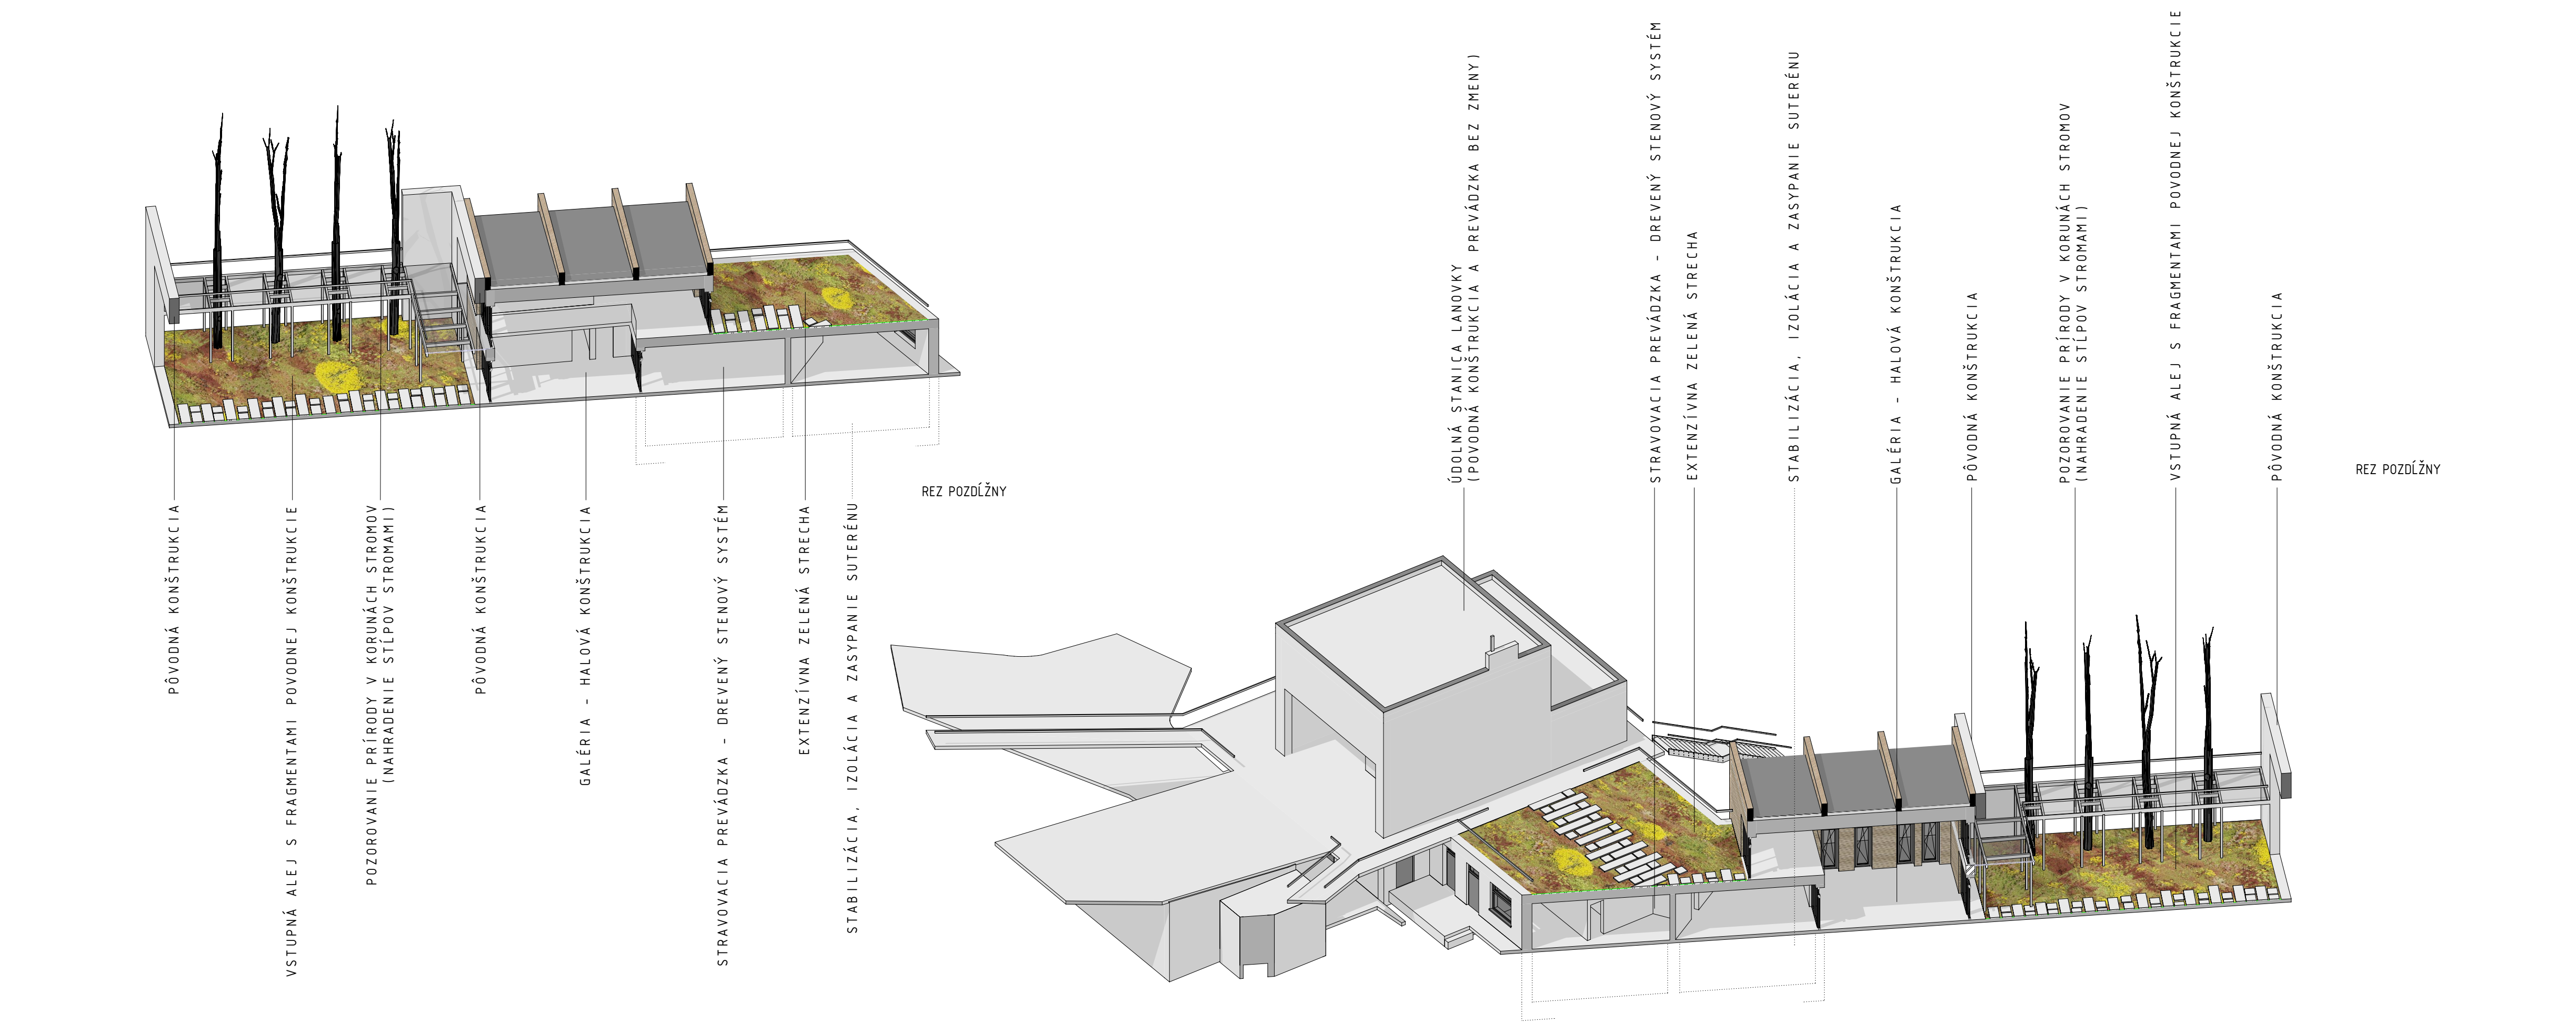 PÔVODNÁ KONŠTRUKCIA
VSTUPNÁ ALEJ S FRAGMENTAMI POVODNEJ KONŠTRUKCIE
POZOROVANIE PRÍRODY V KORUNÁCH STROMOV
(NAHRADENIE STĹPOV STROMAMI)
PÔVODNÁ KONŠTRUKCIA
GALÉRIA - HALOVÁ KONŠTRUKCIA
STRAVOVACIA PREVÁDZKA - DREVENÝ STENOVÝ SYSTÉM
EXTENZÍVNA ZELENÁ STRECHA
STABILIZÁCIA, IZOLÁCIA A ZASYPANIE SUTERÉNU
REZ POZDĹŽNY
ÚDOLNÁ STANICA LANOVKY
(POVODNÁ KONŠTRUKCIA A PREVÁDZKA BEZ ZMENY)
STRAVOVACIA PREVÁDZKA - DREVENÝ STENOVÝ SYSTÉM
EXTENZÍVNA ZELENÁ STRECHA
STABILIZÁCIA, IZOLÁCIA A ZASYPANIE SUTERÉNU
GALÉRIA - HALOVÁ KONŠTRUKCIA
PÔVODNÁ KONŠTRUKCIA
POZOROVANIE PRÍRODY V KORUNÁCH STROMOV
(NAHRADENIE STĹPOV STROMAMI)
VSTUPNÁ ALEJ S FRAGMENTAMI POVODNEJ KONŠTRUKCIE
PÔVODNÁ KONŠTRUKCIA
REZ POZDĹŽNY